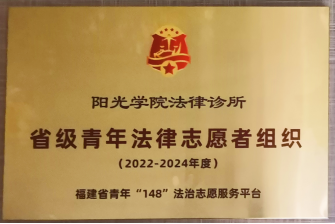 阳光学院法律诊所
省级青年法律志愿者组织
（2022-2024年度）
福建省青年“148”法治志愿服务平台